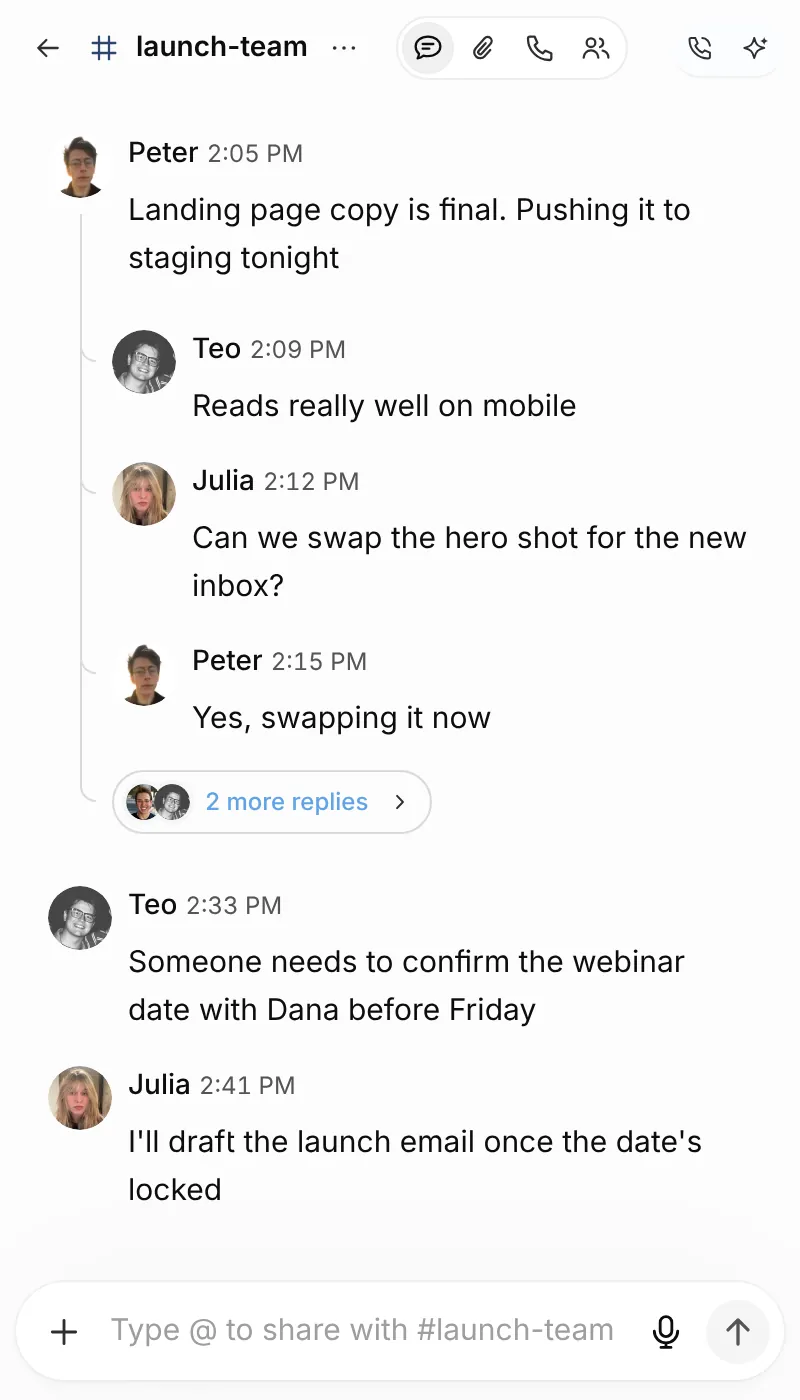 launch-team
Peter 2:05 PM
Landing page copy is final. Pushing it to
staging tonight
Teo 2:09 PM
Reads really well on mobile
Julia 2:12 PM
Can we swap the hero shot for the new
inbox?
Peter 2:15 PM
Yes, swapping it now
2 more replies
Teo 2:33 PM
Someone needs to confirm the webinar
date with Dana before Friday
Julia 2:41 PM
I'll draft the launch email once the date's
locked
Type @ to share with #launch-team